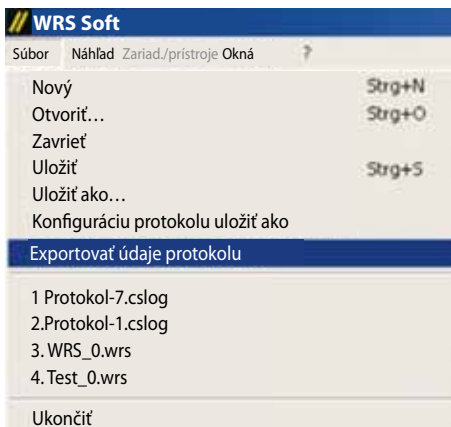 WRS Soft
Súbor Náhľad Zariad./prístroje Okná ?
Nový Strg+N
Otvoriť… Strg+O
Zavrieť
Uložiť Strg+S
Uložiť ako…
Konfiguráciu protokolu uložiť ako
Exportovať údaje protokolu
1 Protokol-7.cslog
2.Protokol-1.cslog
3. WRS_0.wrs
4. Test_0.wrs
Ukončiť